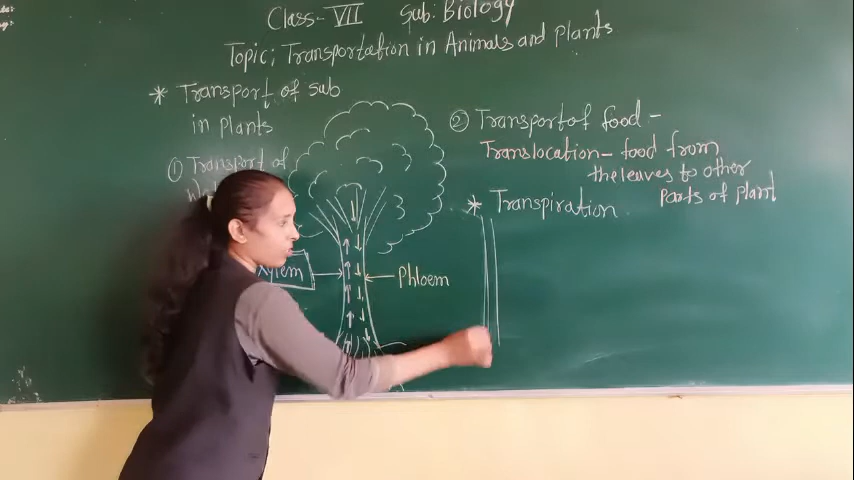 Class- VII Sub. Biology
Topic; Transportation in Animals and Plants
* Transport of sub
in plants
① Transport of
Xylem
Phloem
② Transport of food -
Translocation - food from
the leaves to other
Parts of plant
* Transpiration